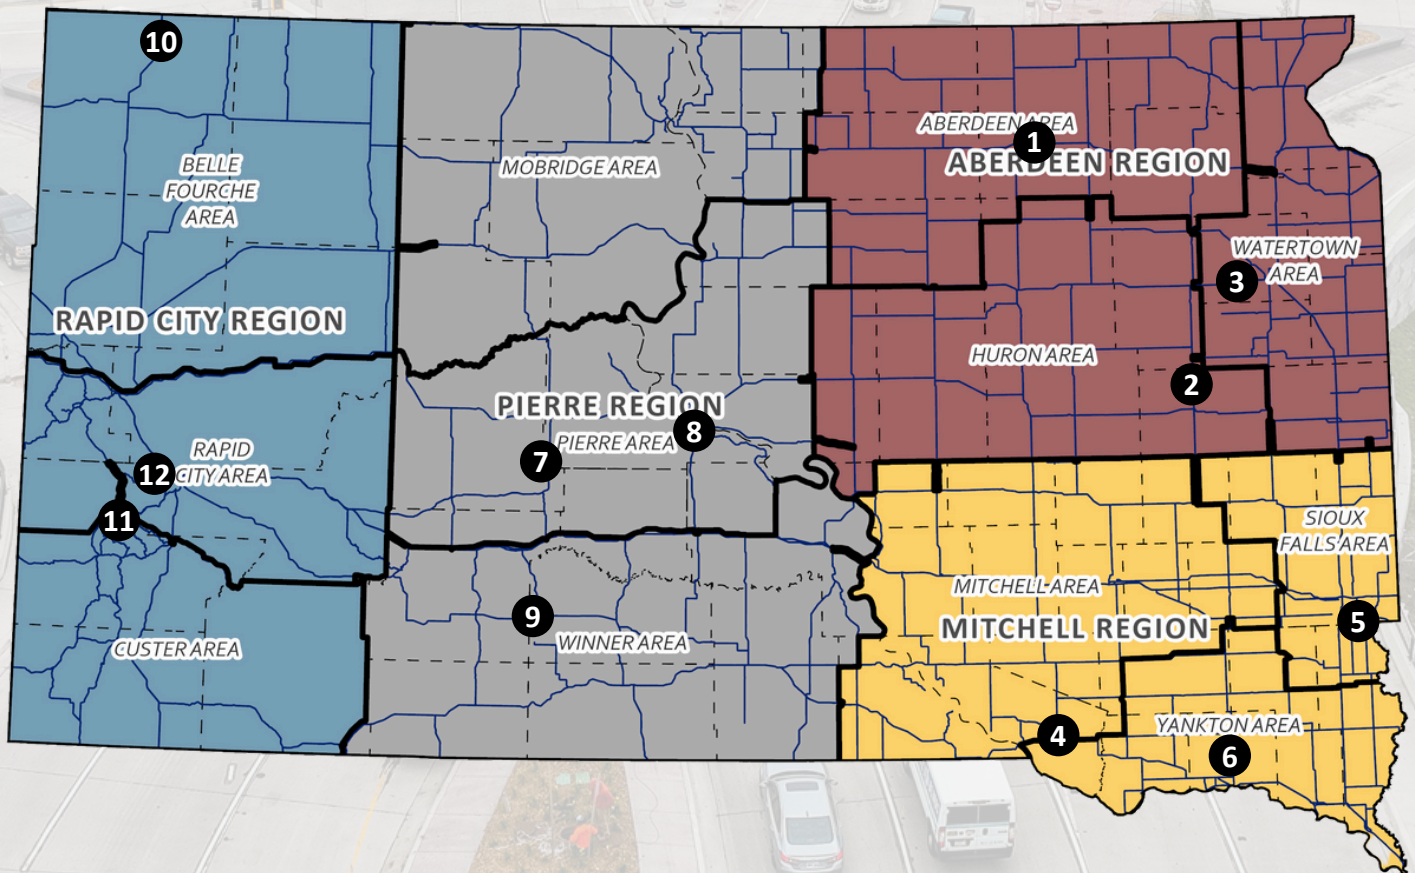 10
BELLE
FOURCHE
AREA
RAPID CITY REGION
RAPID
CITY AREA
12
11
CUSTER AREA
MOBRIDGE AREA
PIERRE REGION
PIERRE AREA
8
7
9
WINNER AREA
ABERDEEN AREA
1
ABERDEEN REGION
WATERTOWN
AREA
3
HURON AREA
2
SIOUX
FALLS AREA
MITCHELL AREA
MITCHELL REGION
5
YANKTON AREA
4
6